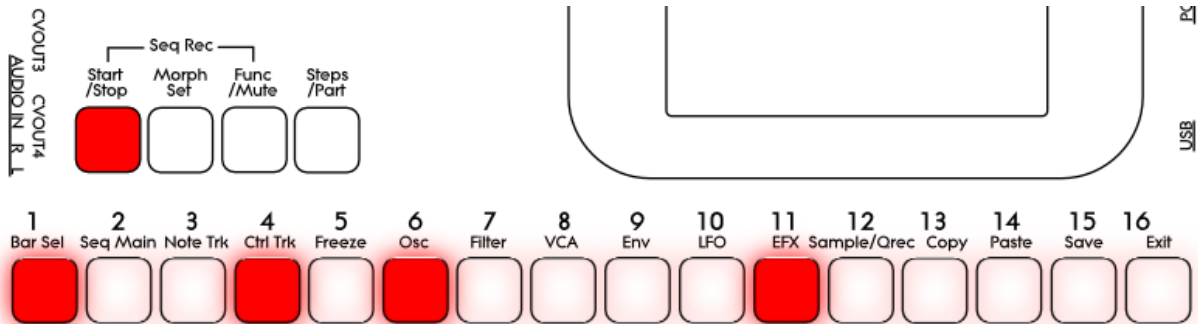 CVOUT3
CVOUT4
AUDIO IN R L
Seq Rec
Start
/Stop
Morph
Set
Func
/Mute
Steps
/Part
USB
1 2 3 4 5 6 7 8 9 10 11 12 13 14 15 16
Bar Sel Seq Main Note Trk Ctrl Trk Freeze Osc Filter VCA Env LFO EFX Sample/Qrec Copy Paste Save Exit